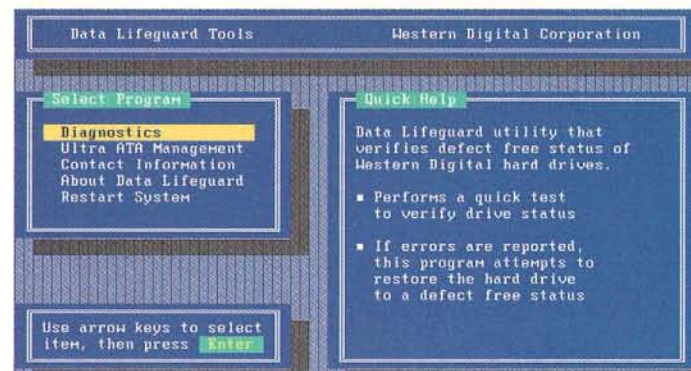 Data Lifeguard Tools Western Digital Corporation
Select Program
Diagnostics
Ultra ATA Management
Contact Information
About Data Lifeguard
Restart System
Use arrow keys to select
item, then press Enter
Quick Help
Data Lifeguard utility that
verifies defect free status of
Western Digital hard drives.
▪ Performs a quick test
to verify drive status
▪ If errors are reported,
this program attempts to
restore the hard drive
to a defect free status